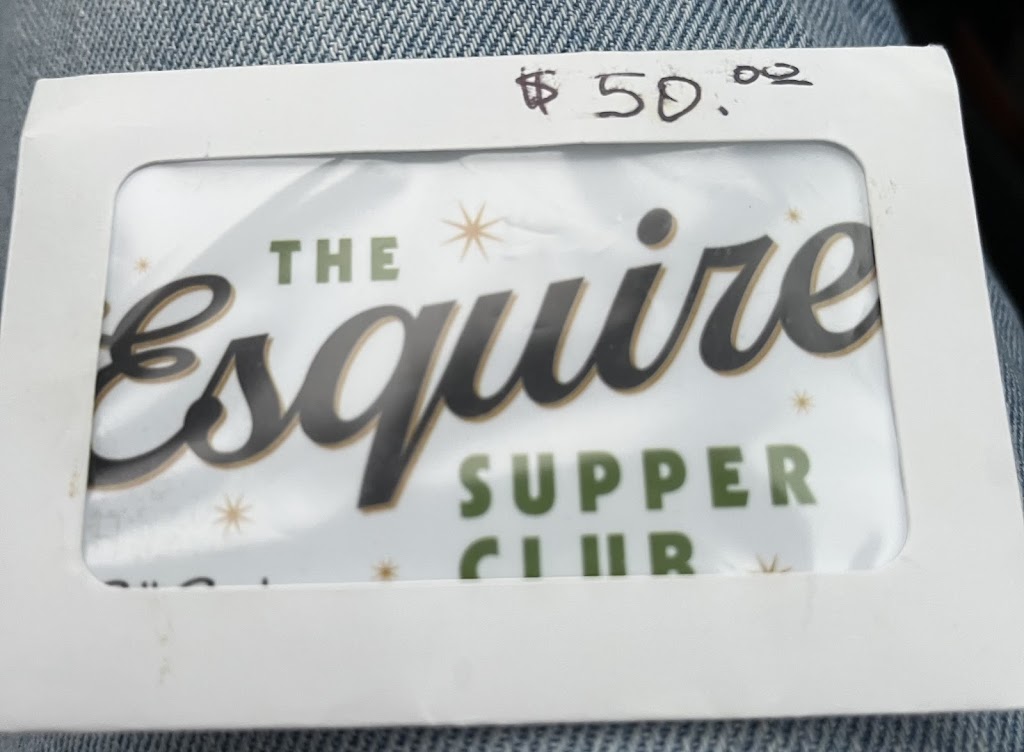 $ 50.00
THE
Esquire
SUPPER
CLUB